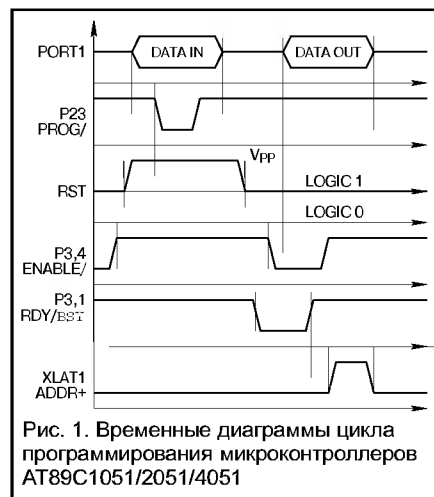 PORT1
DATA IN
DATA OUT
P23
PROG/
VPP
RST
LOGIC 1
LOGIC 0
P3,4
ENABLE/
P3,1
RDY/BST
XLAT1
ADDR+
Рис. 1. Временные диаграммы цикла
программирования микроконтроллеров
AT89C1051/2051/4051